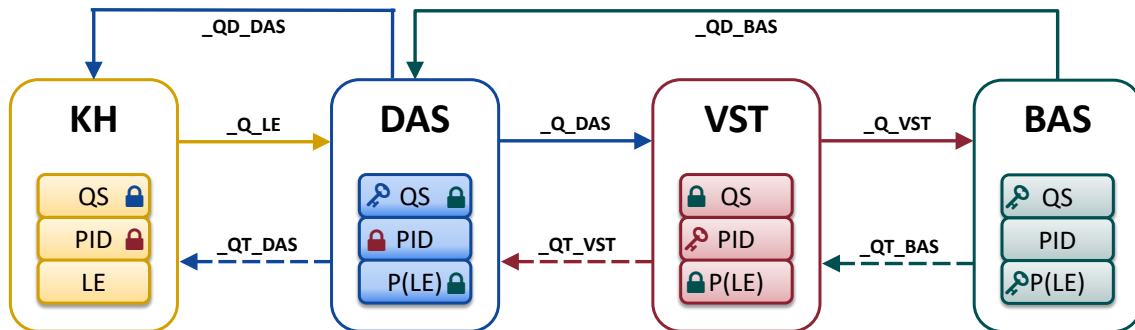 _QD_DAS
_QD_BAS
KH
DAS
VST
BAS
_Q_LE
_Q_DAS
_Q_VST
QS
QS
QS
QS
PID
PID
PID
PID
_QT_DAS
_QT_VST
_QT_BAS
LE
P(LE)
P(LE)
P(LE)